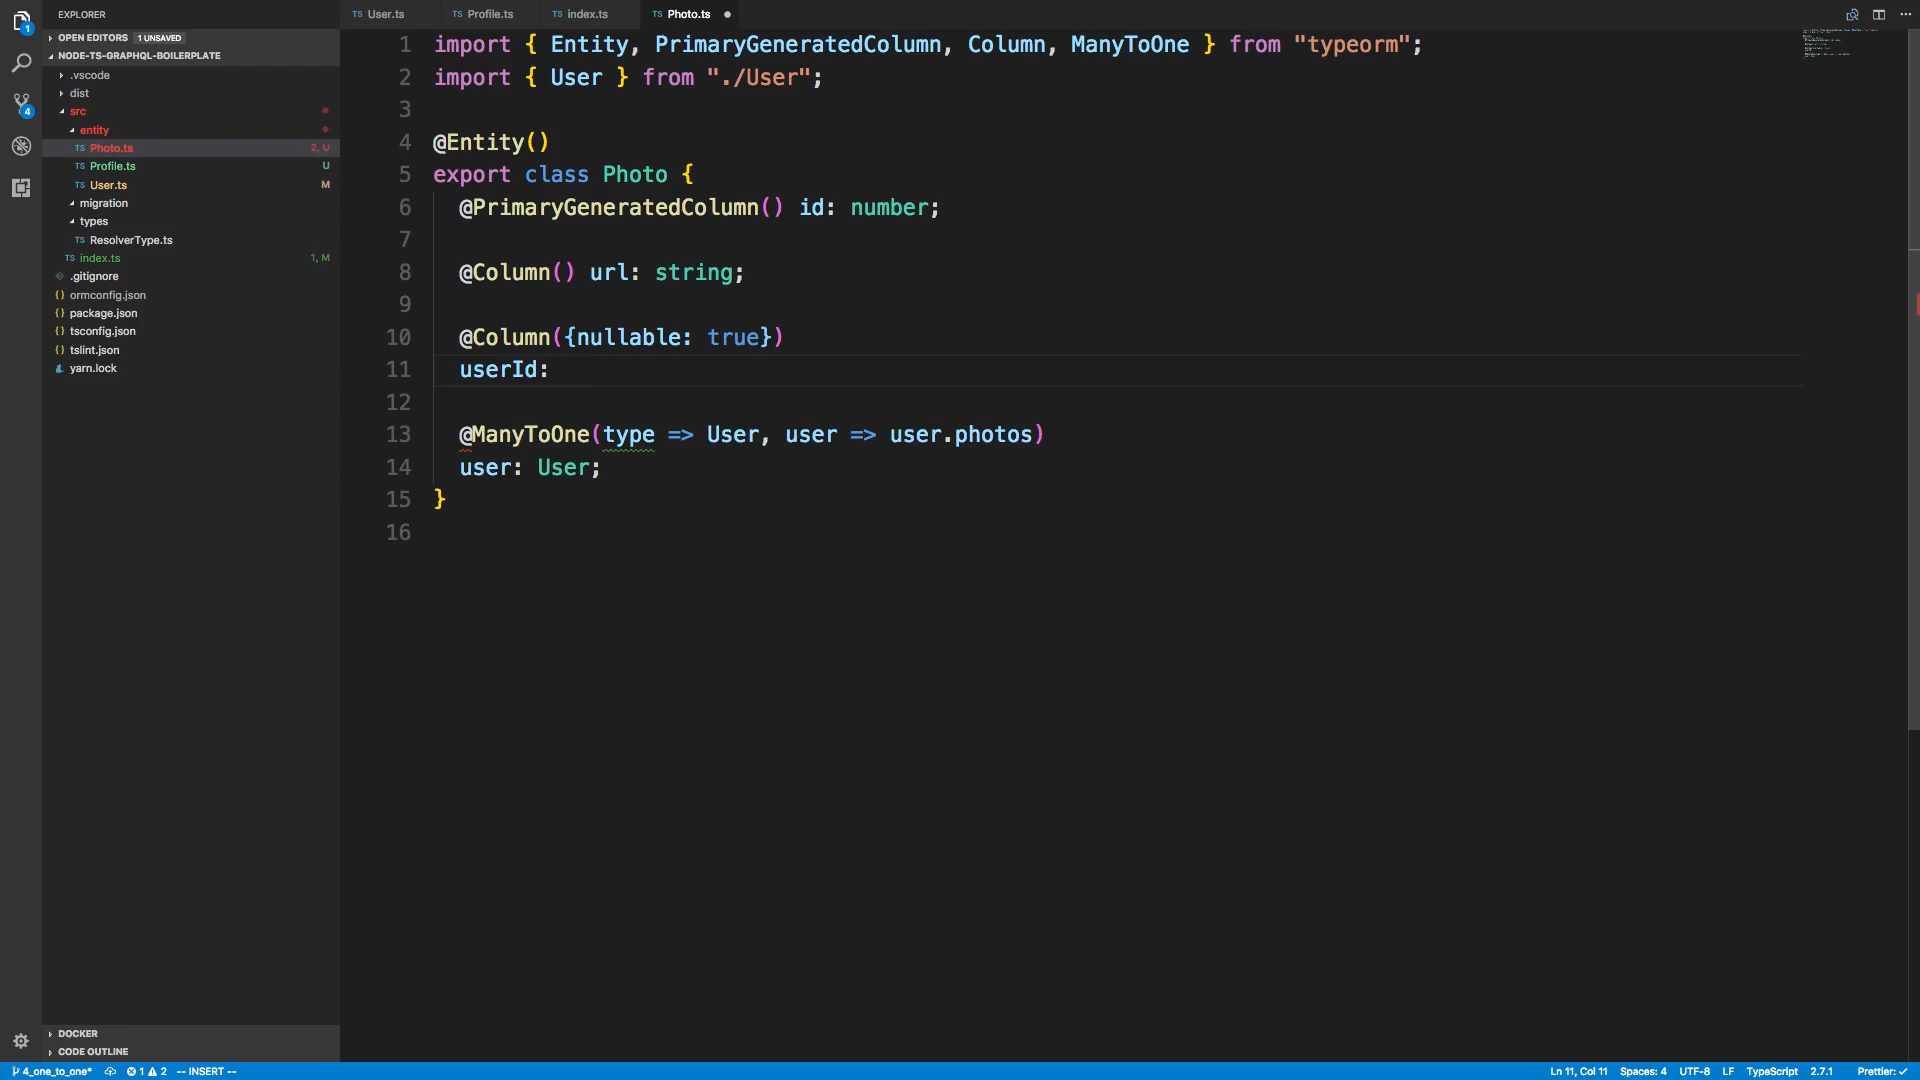 EXPLORER
OPEN EDITORS 1 UNSAVED
NODE-TS-GRAPHQL-BOILERPLATE
.vscode
dist
src
entity
TS Photo.ts 2, U
TS Profile.ts U
TS User.ts M
migration
types
TS ResolverType.ts
TS index.ts 1, M
.gitignore
{} ormconfig.json
{} package.json
{} tsconfig.json
{} tslint.json
yarn.lock
DOCKER
CODE OUTLINE
1
4
TS User.ts TS Profile.ts TS index.ts TS Photo.ts
1 import { Entity, PrimaryGeneratedColumn, Column, ManyToOne } from "typeorm";
2 import { User } from "./User";
3
4 @Entity()
5 export class Photo {
6 @PrimaryGeneratedColumn() id: number;
7
8 @Column() url: string;
9
10 @Column({nullable: true})
11 userId:
12
13 @ManyToOne(type => User, user => user.photos)
14 user: User;
15 }
16
4_one_to_one* 1 2 -- INSERT -- Ln 11, Col 11 Spaces: 4 UTF-8 LF TypeScript 2.7.1 Prettier: ✓